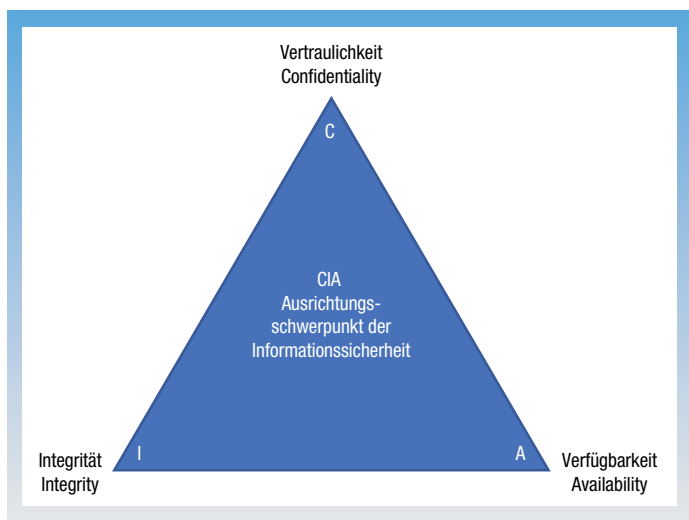 Vertraulichkeit
Confidentiality
C
CIA
Ausrichtungs-
schwerpunkt der
Informationssicherheit
I
A
Integrität
Integrity
Verfügbarkeit
Availability